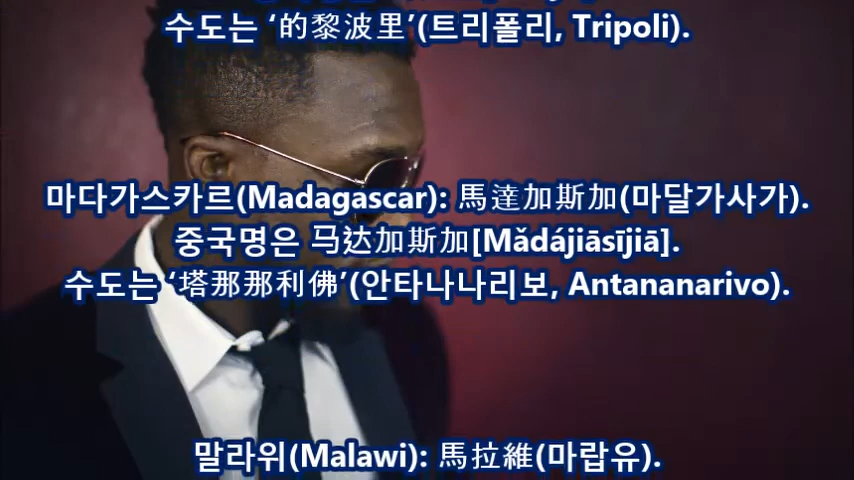 수도는 ‘的黎波里’(트리폴리, Tripoli).
마다가스카르(Madagascar): 馬達加斯加(마달가사가).
중국명은 马达加斯加[Mǎdájiāsījiā].
수도는 ‘塔那那利佛’(안타나나리보, Antananarivo).
말라위(Malawi): 馬拉維(마랍유).